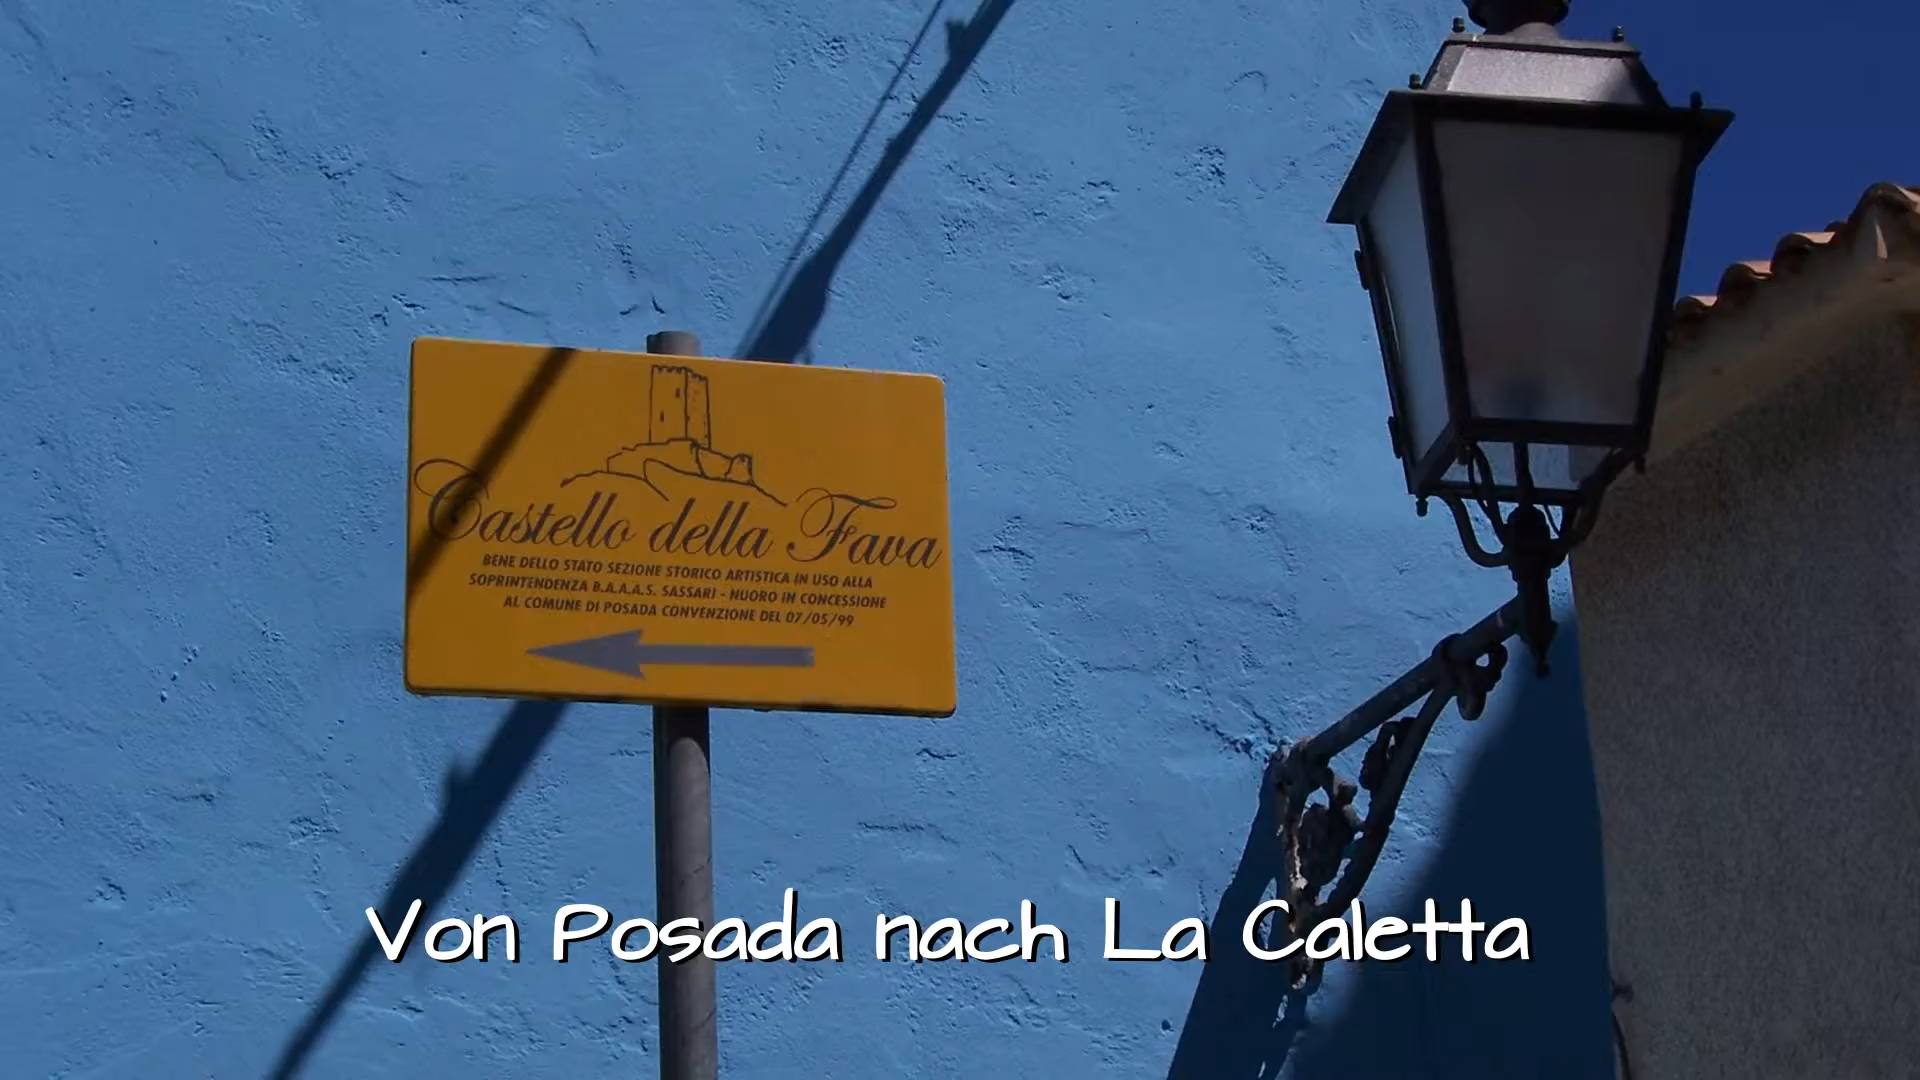 Castello della Fava
BENE DELLO STATO SEZIONE STORICO ARTISTICA IN USO ALLA
SOPRINTENDENZA B.A.A.A.S. SASSARI - NUORO IN CONCESSIONE
AL COMUNE DI POSADA CONVENZIONE DEL 07/05/99
Von Posada nach La Caletta